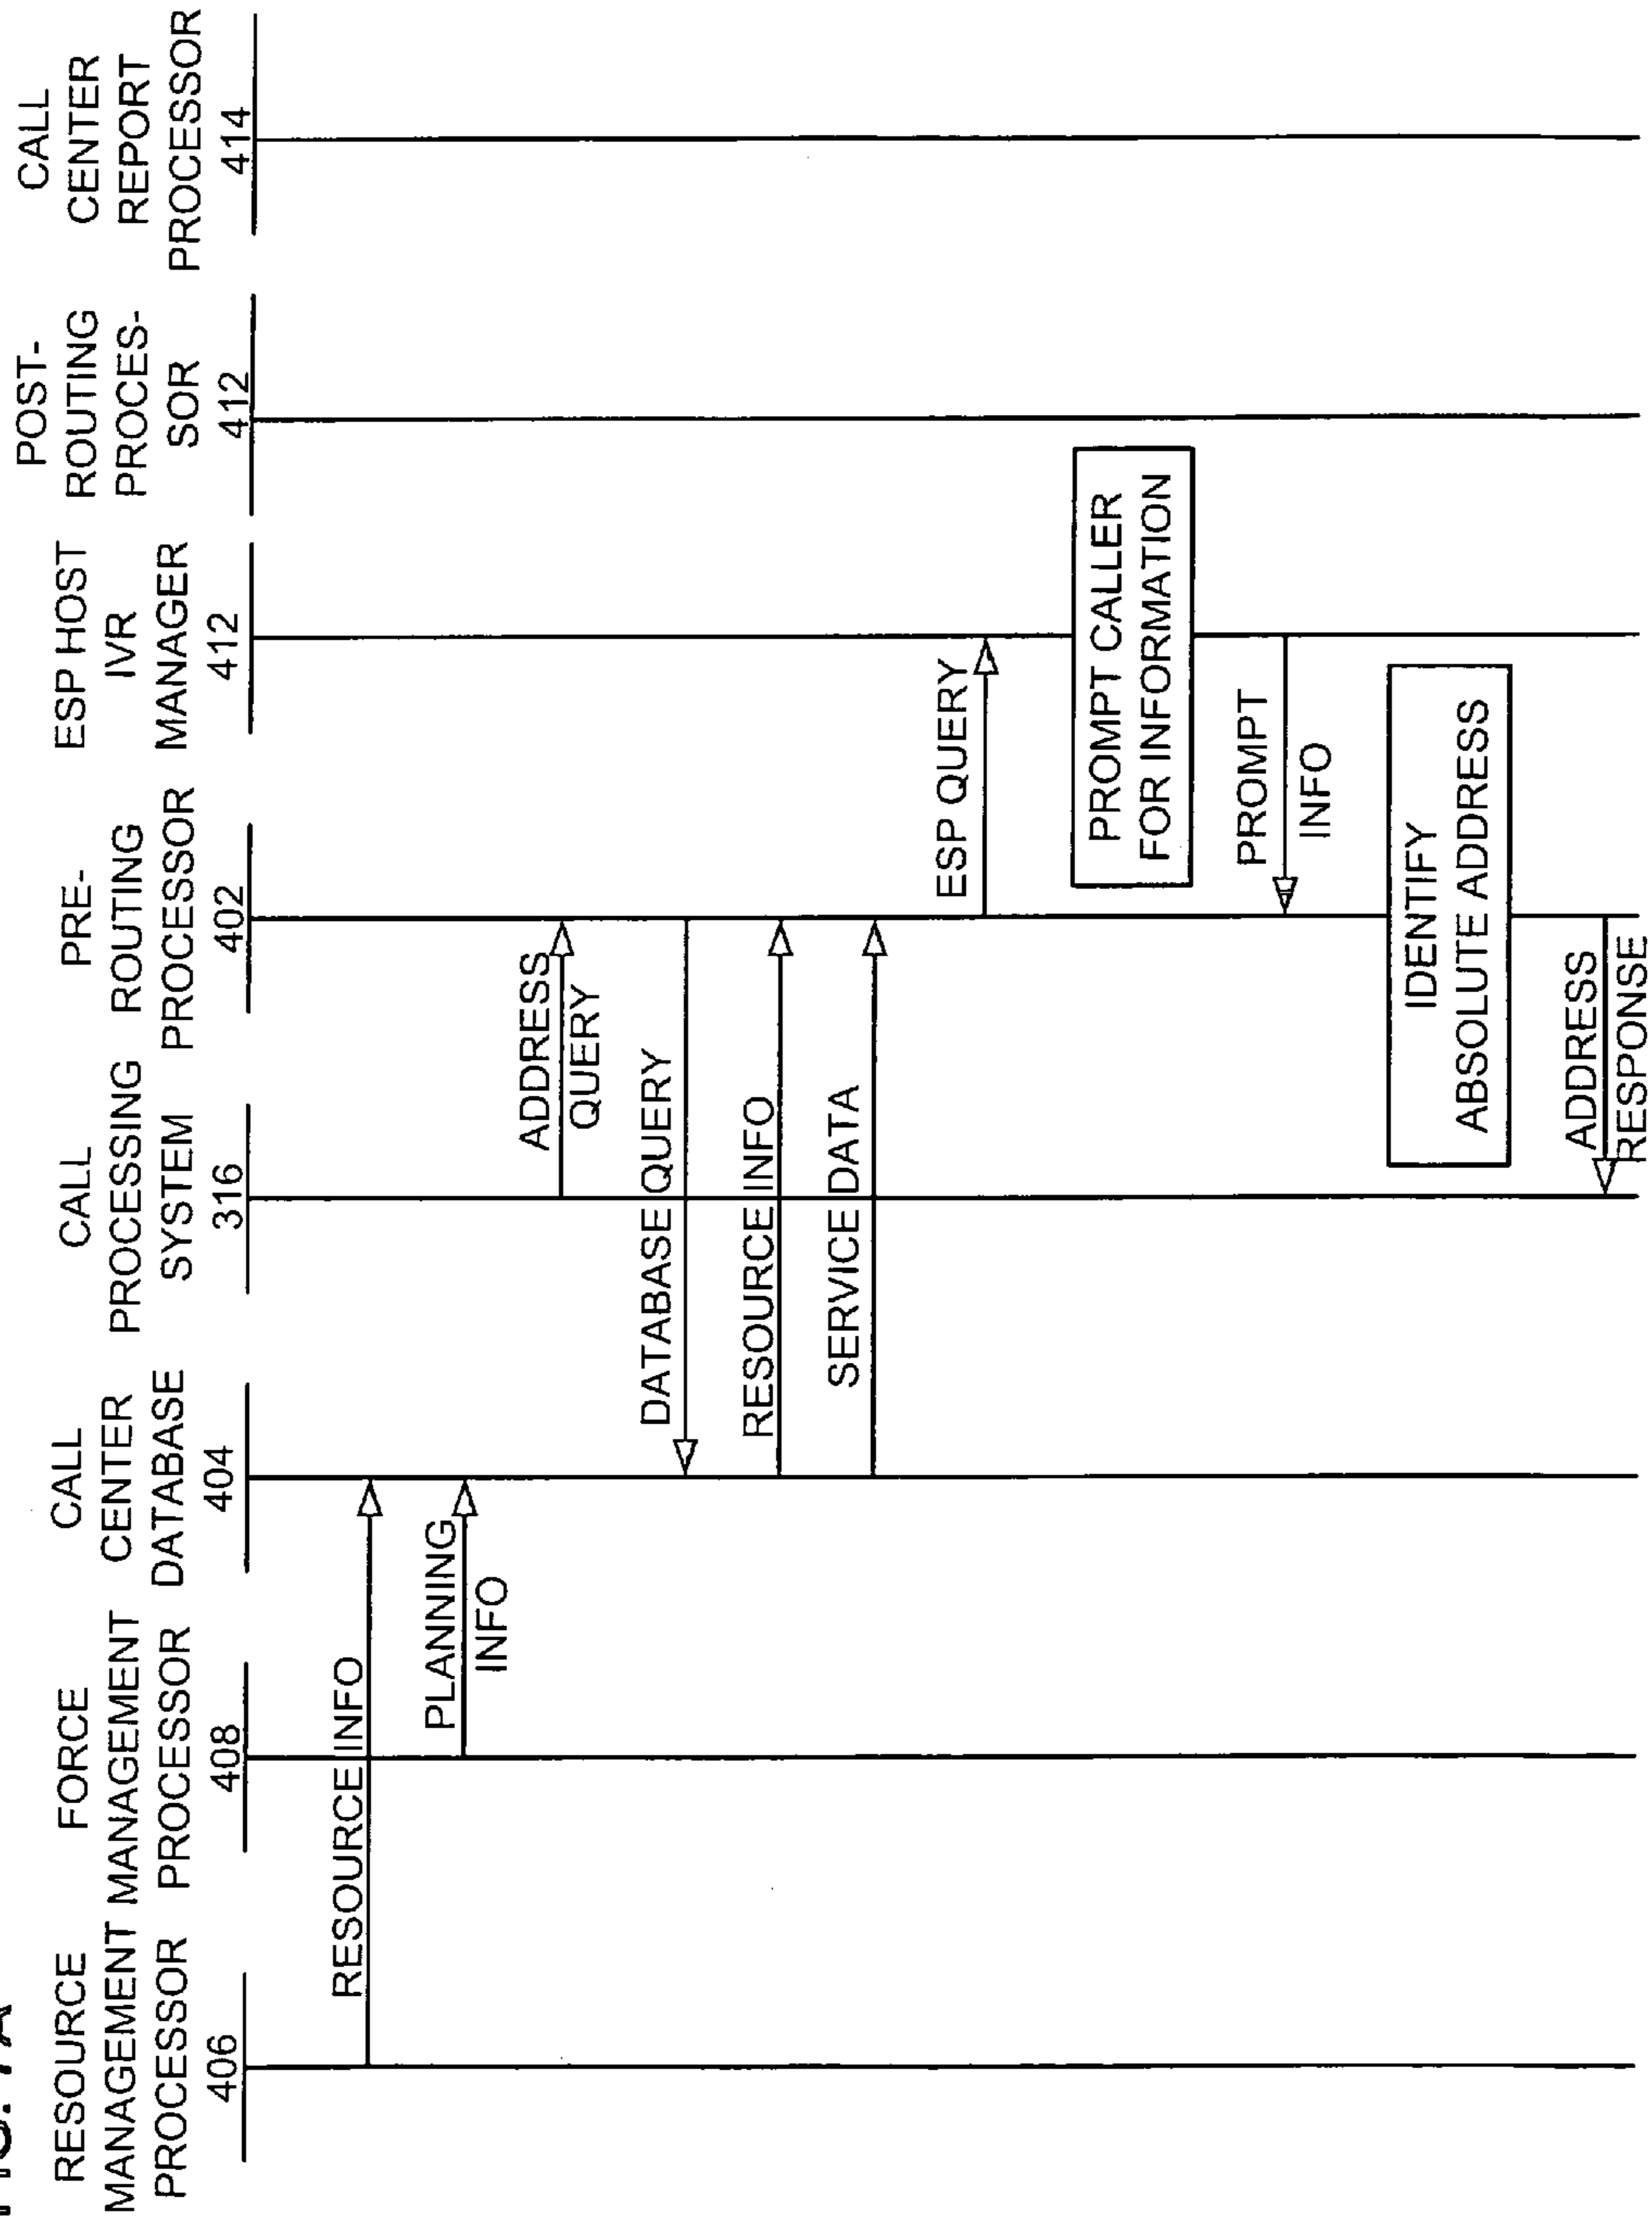 RESOURCE
MANAGEMENT
PROCESSOR
406
FORCE
MANAGEMENT
PROCESSOR
408
CALL
CENTER
DATABASE
404
CALL
PROCESSING
SYSTEM
316
PRE-
ROUTING
PROCESSOR
402
ESP HOST
IVR
MANAGER
412
POST-
ROUTING
PROCES-
SOR
412
CALL
CENTER
REPORT
PROCESSOR
414
RESOURCE INFO
PLANNING
INFO
ADDRESS
QUERY
DATABASE QUERY
RESOURCE INFO
SERVICE DATA
ESP QUERY
PROMPT CALLER
FOR INFORMATION
PROMPT
INFO
IDENTIFY
ABSOLUTE ADDRESS
ADDRESS
RESPONSE